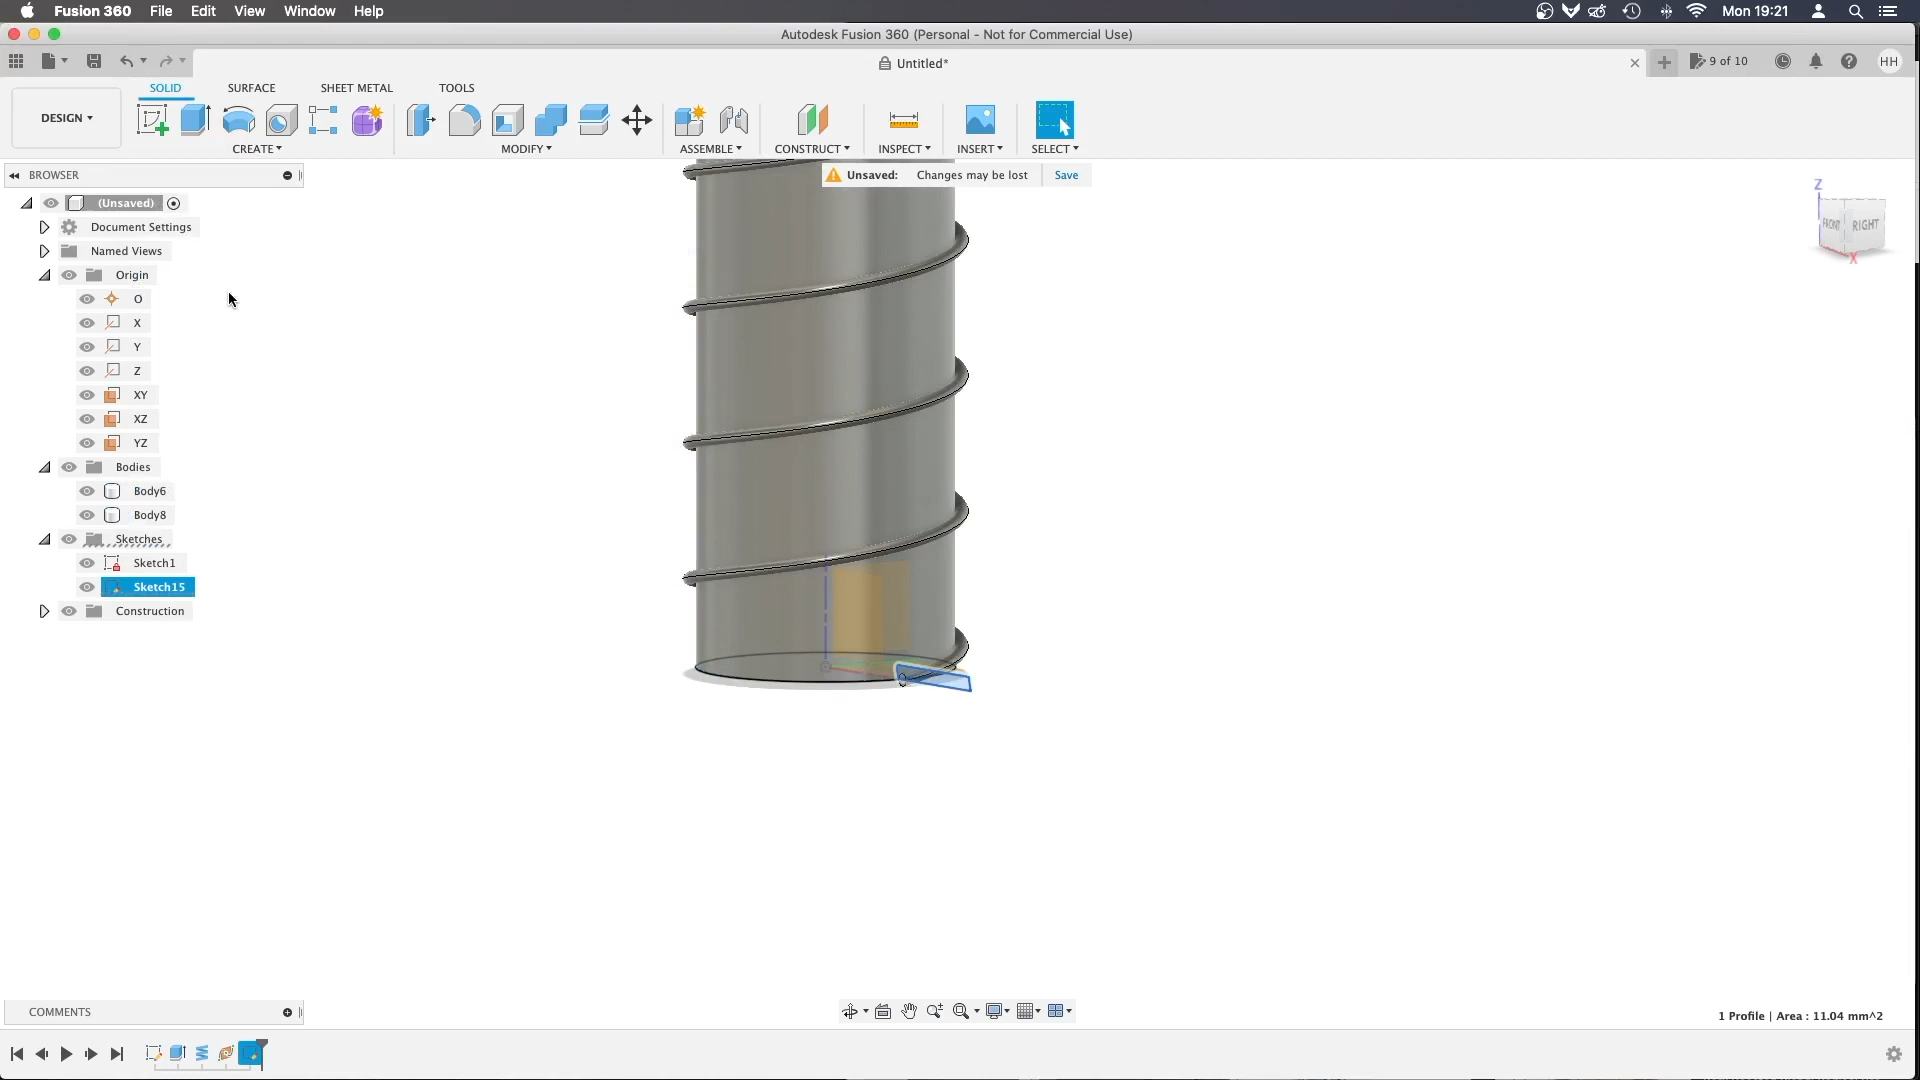 Fusion 360 File Edit View Window Help Mon 19:21
Autodesk Fusion 360 (Personal - Not for Commercial Use)
Untitled* 9 of 10 HH
SOLID SURFACE SHEET METAL TOOLS
DESIGN
CREATE MODIFY ASSEMBLE CONSTRUCT INSPECT INSERT SELECT
BROWSER
Unsaved: Changes may be lost Save
(Unsaved)
Document Settings
Named Views
Origin
O
X
Y
Z
XY
XZ
YZ
Bodies
Body6
Body8
Sketches
Sketch1
Sketch15
Construction
Z
FRONT RIGHT
X
COMMENTS
1 Profile | Area : 11.04 mm^2